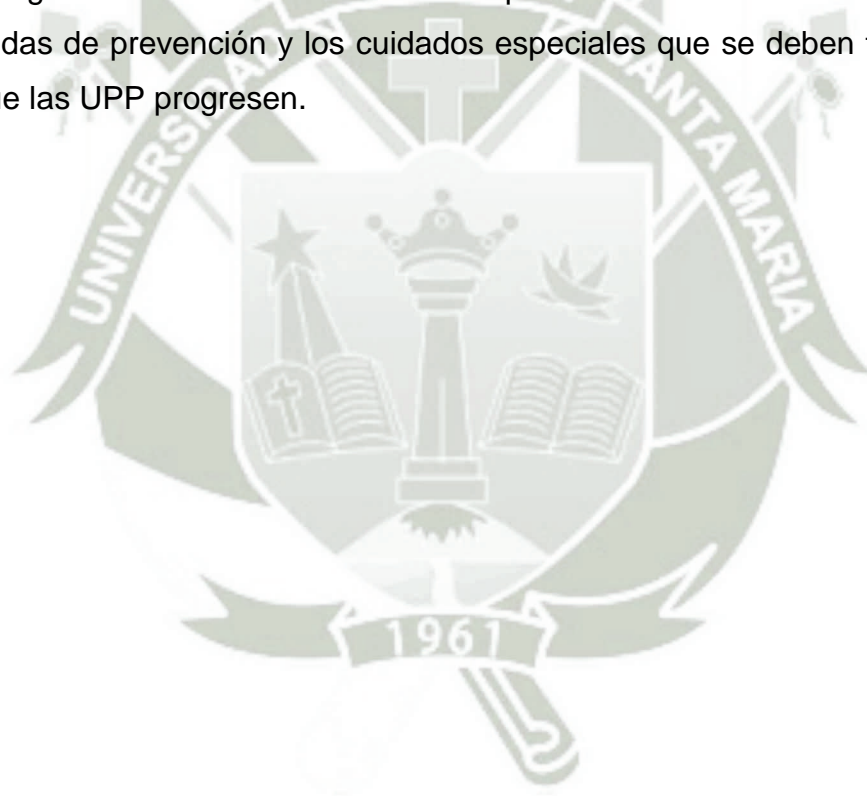 das de prevención y los cuidados especiales que se deben
e las UPP progresen.
UNIVERSIDAD
SANTA MARIA
1961